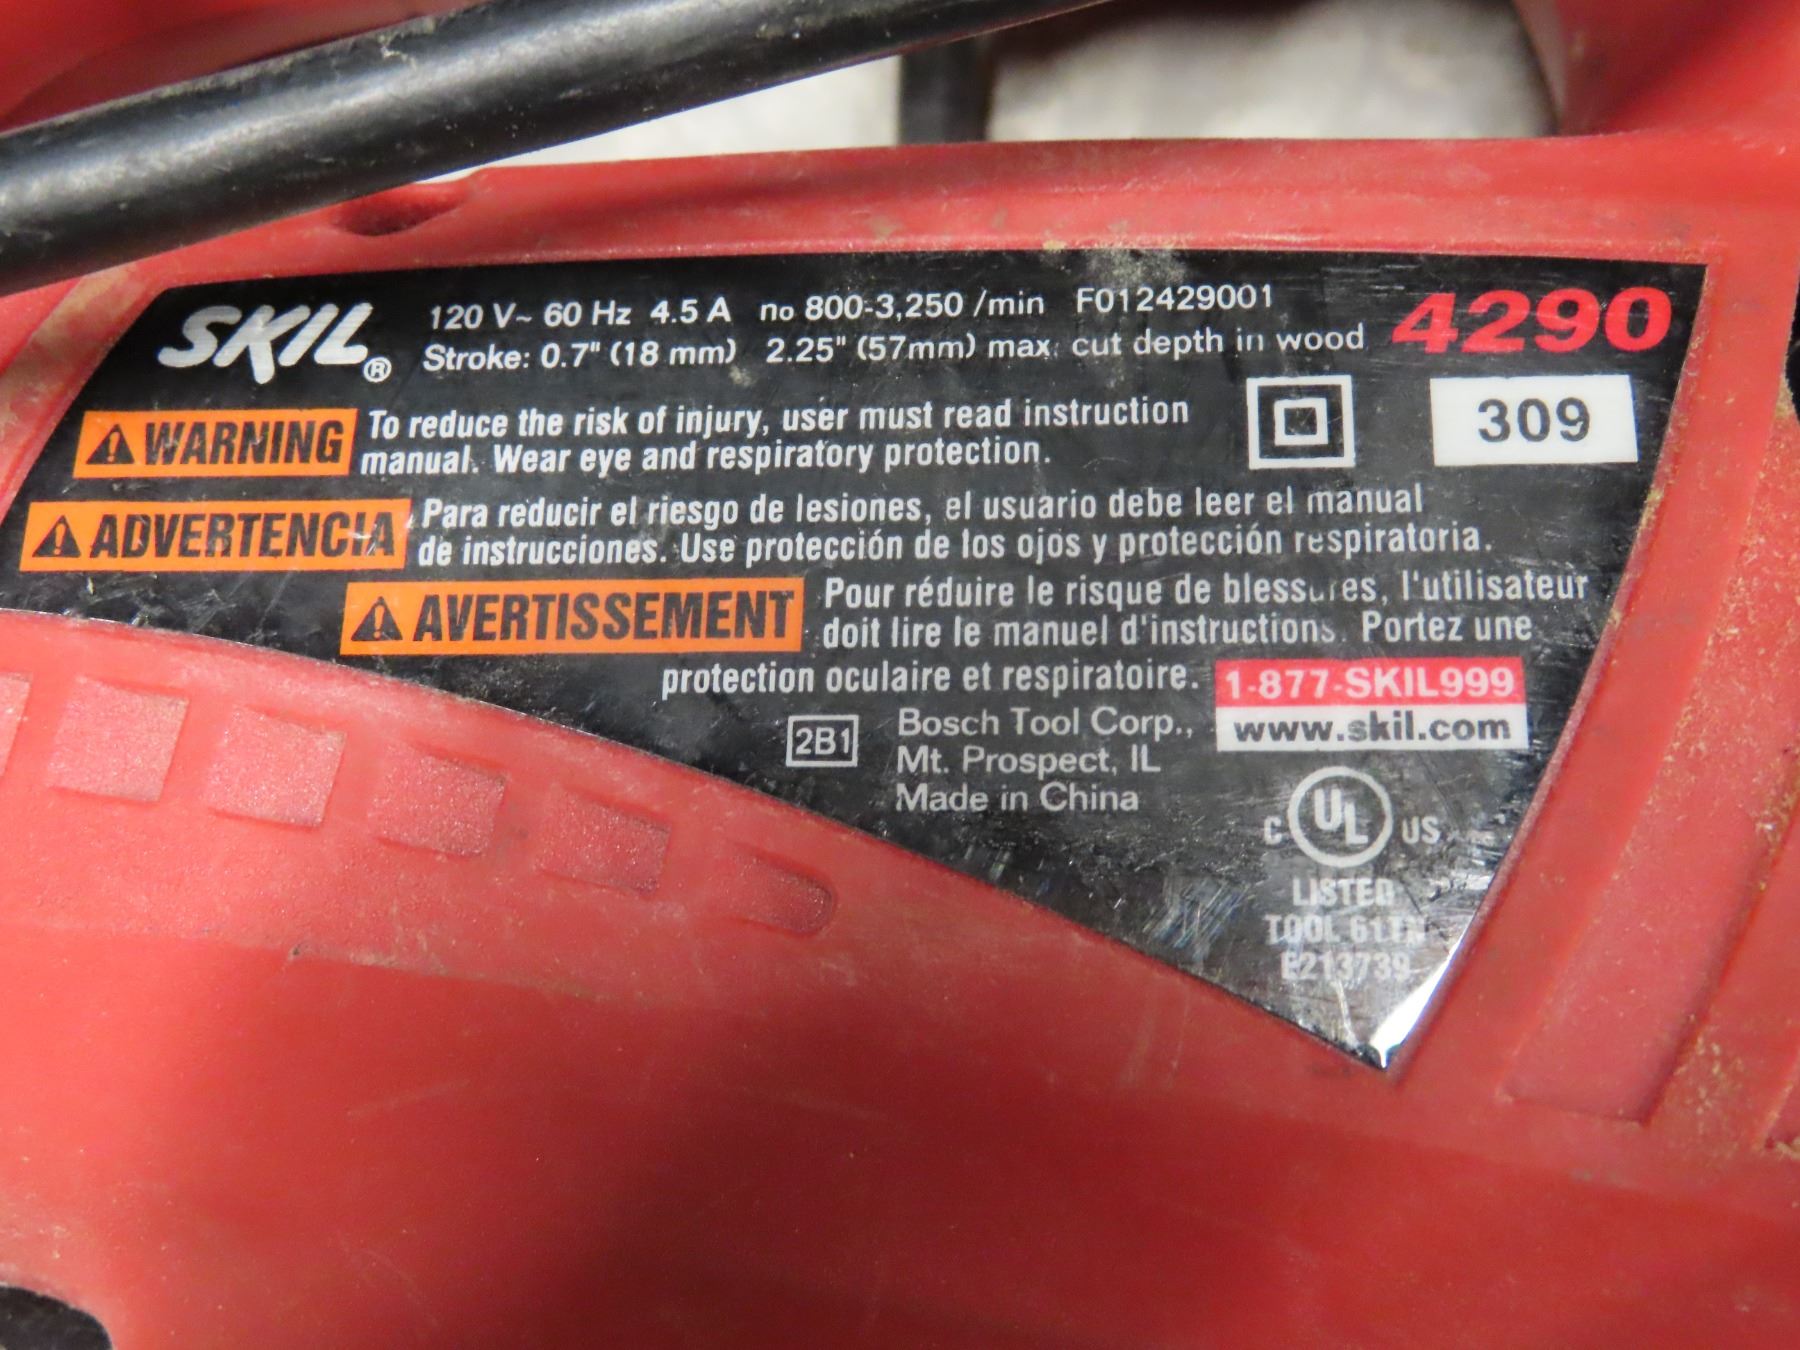 SKIL®
120 V~ 60 Hz 4.5 A no 800-3,250 /min F012429001
Stroke: 0.7" (18 mm) 2.25" (57mm) max. cut depth in wood
4290
309
WARNING
To reduce the risk of injury, user must read instruction
manual. Wear eye and respiratory protection.
ADVERTENCIA
Para reducir el riesgo de lesiones, el usuario debe leer el manual
de instrucciones. Use protección de los ojos y protección respiratoria.
AVERTISSEMENT
Pour réduire le risque de blessures, l'utilisateur
doit lire le manuel d'instructions. Portez une
protection oculaire et respiratoire.
1-877-SKIL999
www.skil.com
2B1
Bosch Tool Corp.,
Mt. Prospect, IL
Made in China
C UL US
LISTED
TOOL 61TN
E213739